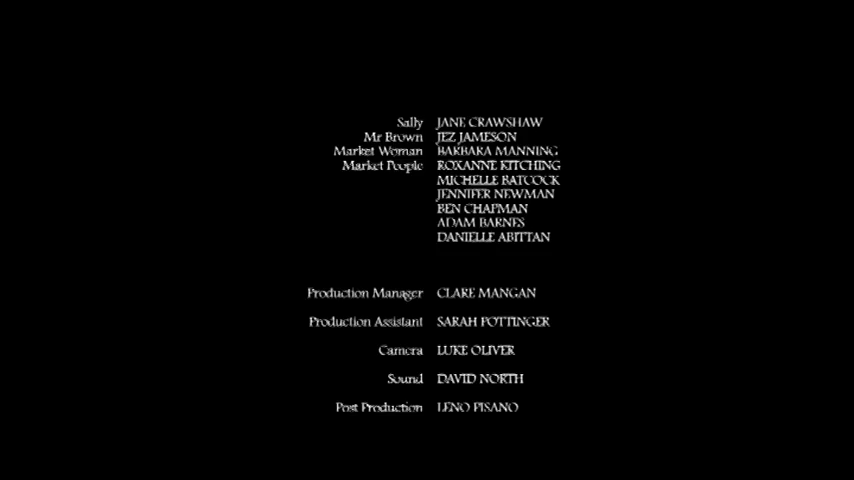 Sally JANE CRAWSHAW
Mr Brown JEZ JAMESON
Market Woman BARBARA MANNING
Market People ROXANNE KITCHING
MICHELLE BATCOCK
JENNIFER NEWMAN
BEN CHAPMAN
ADAM BARNES
DANIELLE ABITTAN
Production Manager CLARE MANGAN
Production Assistant SARAH POTTINGER
Camera LUKE OLIVER
Sound DAVID NORTH
Post Production LENO PISANO